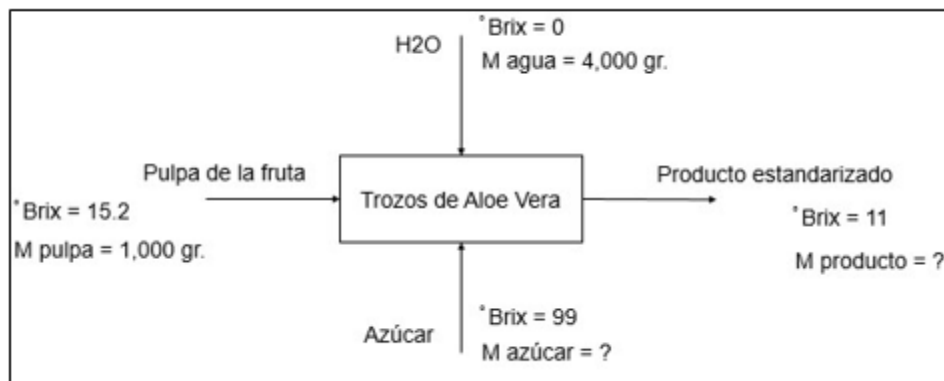 H2O
°Brix = 0
M agua = 4,000 gr.
Pulpa de la fruta
°Brix = 15.2
M pulpa = 1,000 gr.
Trozos de Aloe Vera
Producto estandarizado
°Brix = 11
M producto = ?
Azúcar
°Brix = 99
M azúcar = ?